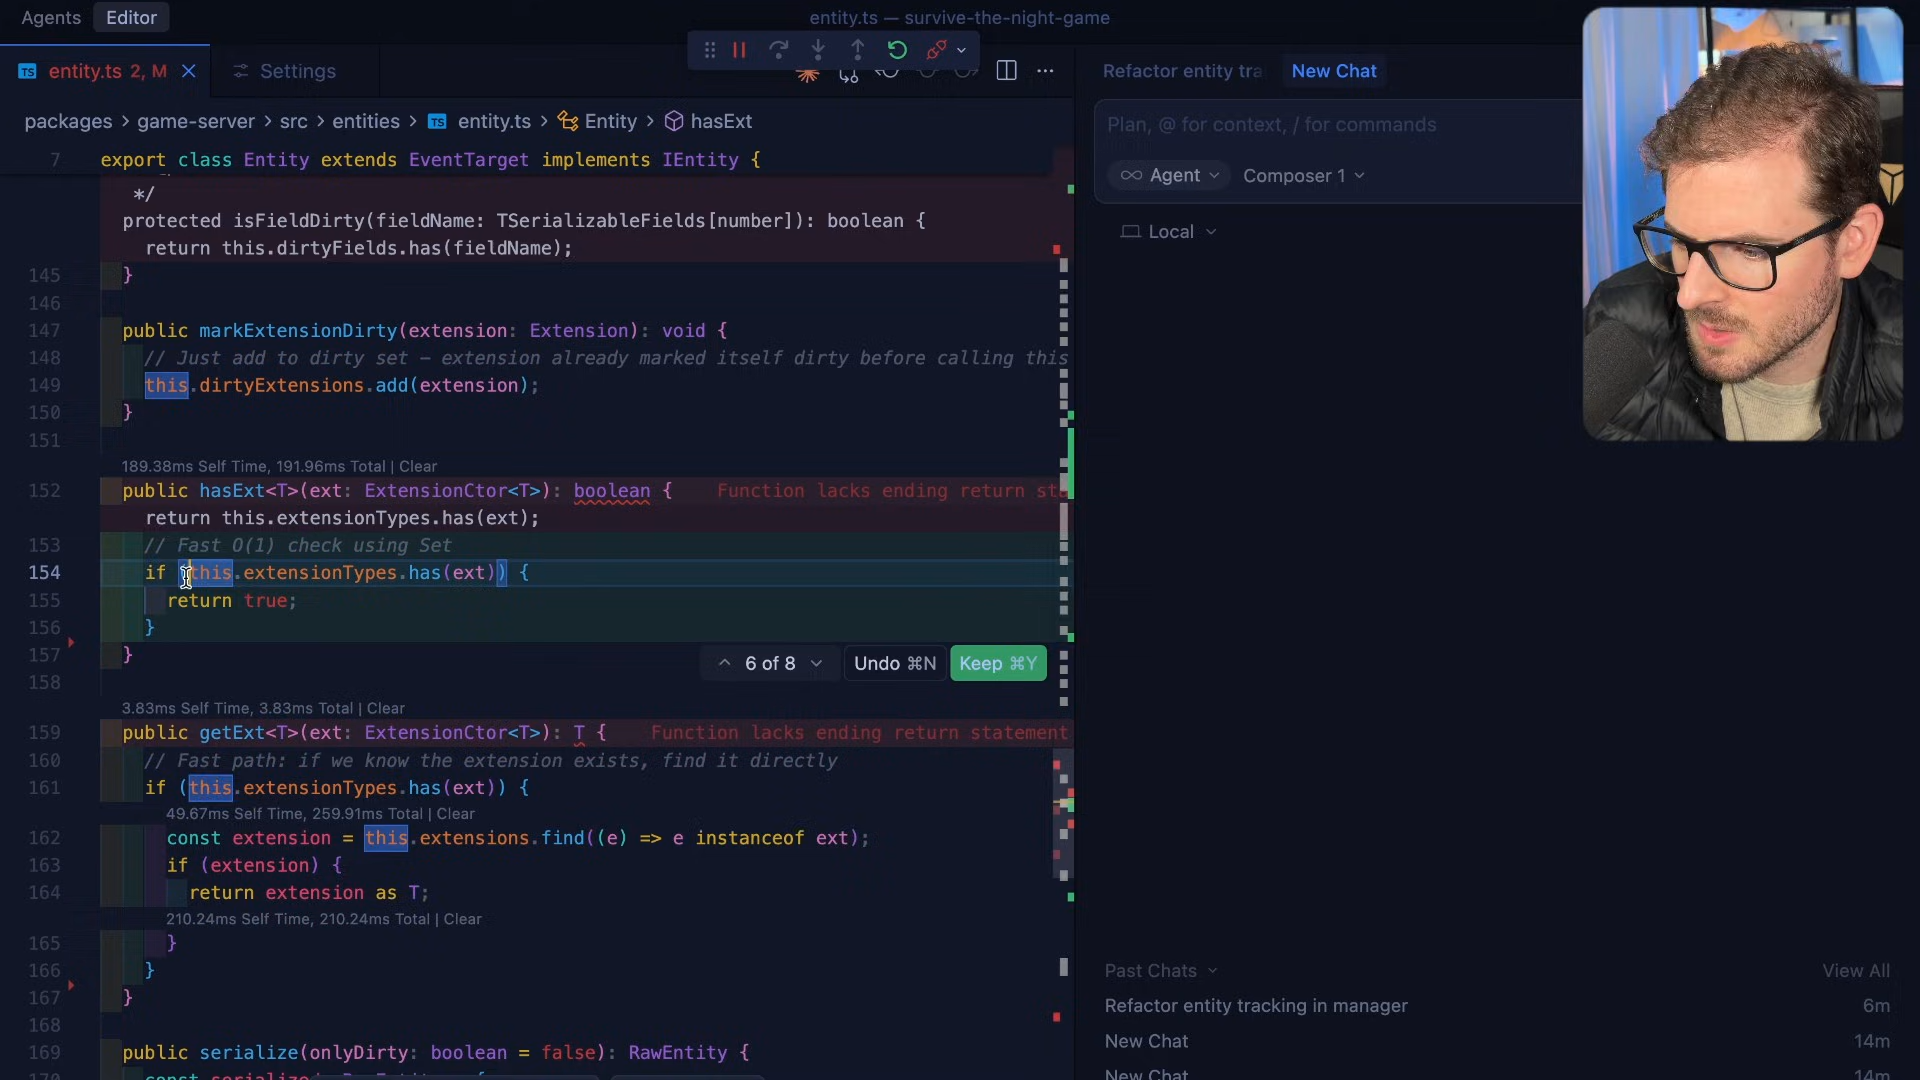 Agents Editor
entity.ts — survive-the-night-game
TS entity.ts 2, M
Settings
Refactor entity tra New Chat
packages > game-server > src > entities > TS entity.ts > Entity > hasExt
7 export class Entity extends EventTarget implements IEntity {
*/
protected isFieldDirty(fieldName: TSerializableFields[number]): boolean {
return this.dirtyFields.has(fieldName);
145 }
146
147 public markExtensionDirty(extension: Extension): void {
148 // Just add to dirty set – extension already marked itself dirty before calling this
149 this.dirtyExtensions.add(extension);
150 }
151
189.38ms Self Time, 191.96ms Total | Clear
152 public hasExt<T>(ext: ExtensionCtor<T>): boolean { Function lacks ending return
return this.extensionTypes.has(ext);
153 // Fast O(1) check using Set
154 if (this.extensionTypes.has(ext)) {
155 return true;
156 }
157 }
6 of 8 Undo ⌘N Keep ⌘Y
158
3.83ms Self Time, 3.83ms Total | Clear
159 public getExt<T>(ext: ExtensionCtor<T>): T { Function lacks ending return statement
160 // Fast path: if we know the extension exists, find it directly
161 if (this.extensionTypes.has(ext)) {
49.67ms Self Time, 259.91ms Total | Clear
162 const extension = this.extensions.find((e) => e instanceof ext);
163 if (extension) {
164 return extension as T;
210.24ms Self Time, 210.24ms Total | Clear
165 }
166 }
167 }
168
169 public serialize(onlyDirty: boolean = false): RawEntity {
Plan, @ for context, / for commands
Agent Composer 1
Local
Past Chats View All
Refactor entity tracking in manager 6m
New Chat 14m
New Chat 14m